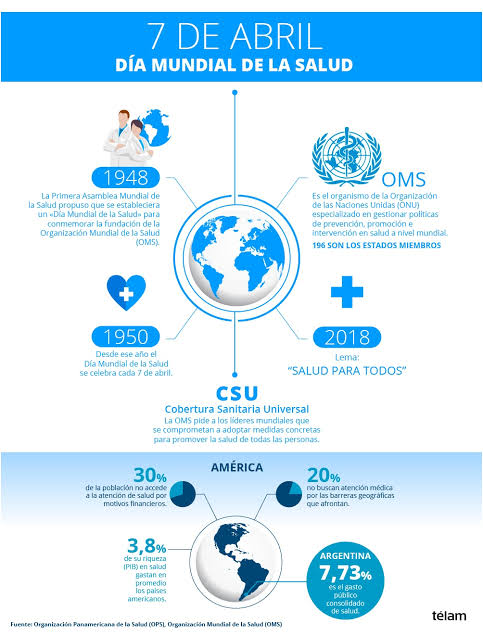 7 DE ABRIL
DÍA MUNDIAL DE LA SALUD
1948
La Primera Asamblea Mundial de
la Salud propuso que se estableciera
un «Día Mundial de la Salud» para
conmemorar la fundación de la
Organización Mundial de la Salud
(OMS).
OMS
Es el organismo de la Organización
de las Naciones Unidas (ONU)
especializado en gestionar políticas
de prevención, promoción e
intervención en salud a nivel mundial.
196 SON LOS ESTADOS MIEMBROS
1950
Desde ese año el
Día Mundial de la Salud
se celebra cada 7 de abril.
2018
Lema:
“SALUD PARA TODOS”
CSU
Cobertura Sanitaria Universal
La OMS pide a los líderes mundiales que
se comprometan a adoptar medidas concretas
para promover la salud de todas las personas.
AMÉRICA
30%
de la población no accede
a la atención de salud por
motivos financieros.
20%
no buscan atención médica
por las barreras geográficas
que afrontan.
3,8%
de su riqueza
(PIB) en salud
gastan en
promedio
los países
americanos.
ARGENTINA
7,73%
es el gasto
público
consolidado
de salud.
télam
Fuente: Organización Panamericana de la Salud (OPS), Organización Mundial de la Salud (OMS)